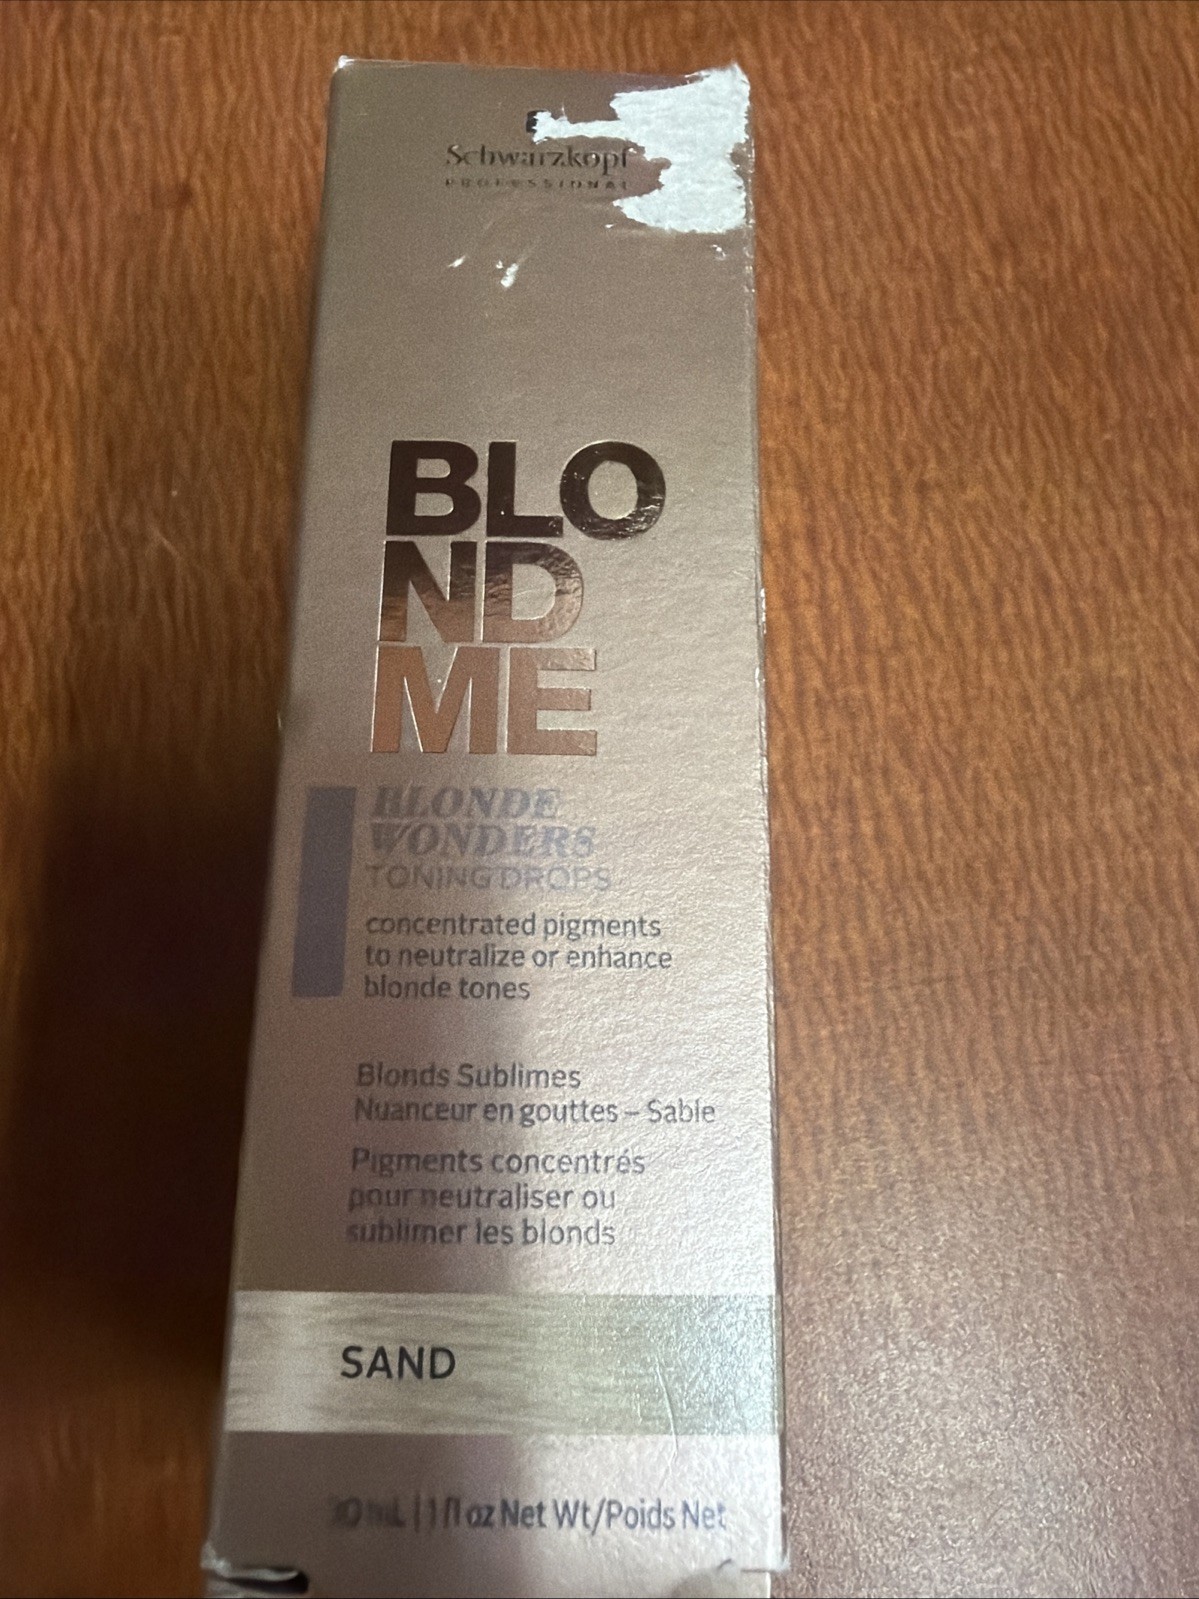 Schwarzkopf
PROFESSIONAL
BLO
ND
ME
BLONDE
WONDERS
TONING DROPS
concentrated pigments
to neutralize or enhance
blonde tones
Blonds Sublimes
Nuanceur en gouttes – Sable
Pigments concentrés
pour neutraliser ou
sublimer les blonds
SAND
30 mL | 1 fl oz Net Wt/Poids Net